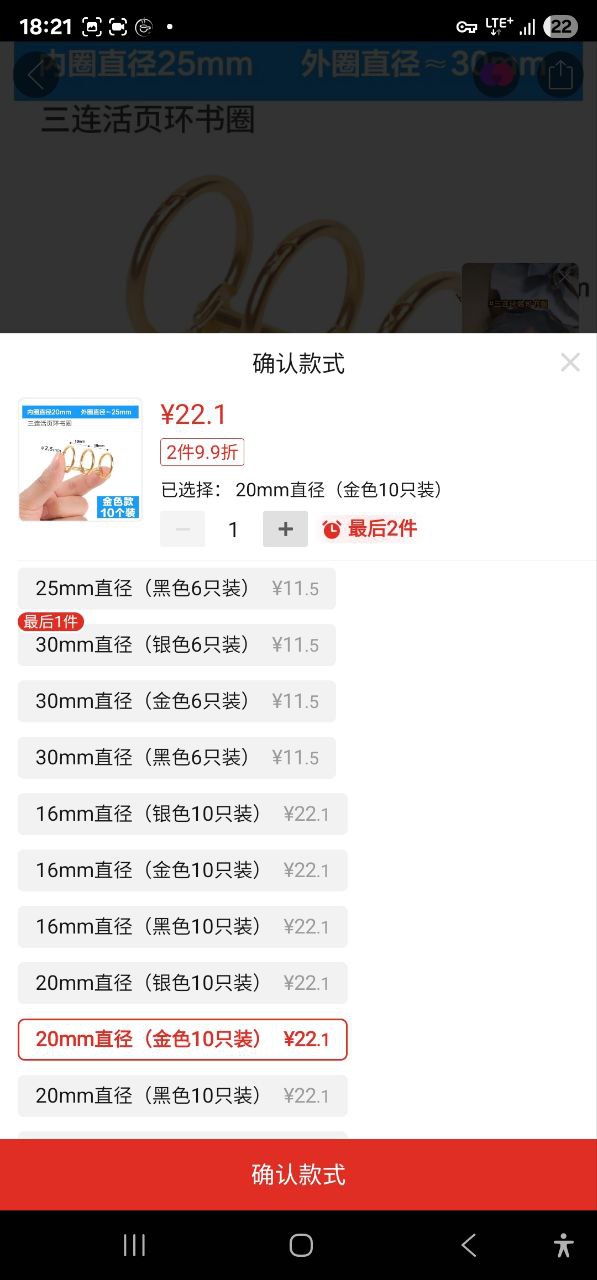 18:21
LTE+
22
内圈直径25mm 外圈直径≈30mm
三连活页环书圈
确认款式
内圈直径20mm 外圈直径≈25mm
三连活页环书圈
金色款
10个装
¥22.1
2件9.9折
已选择: 20mm直径（金色10只装）
1
最后2件
25mm直径（黑色6只装） ¥11.5
最后1件
30mm直径（银色6只装） ¥11.5
30mm直径（金色6只装） ¥11.5
30mm直径（黑色6只装） ¥11.5
16mm直径（银色10只装） ¥22.1
16mm直径（金色10只装） ¥22.1
16mm直径（黑色10只装） ¥22.1
20mm直径（银色10只装） ¥22.1
20mm直径（金色10只装） ¥22.1
20mm直径（黑色10只装） ¥22.1
确认款式